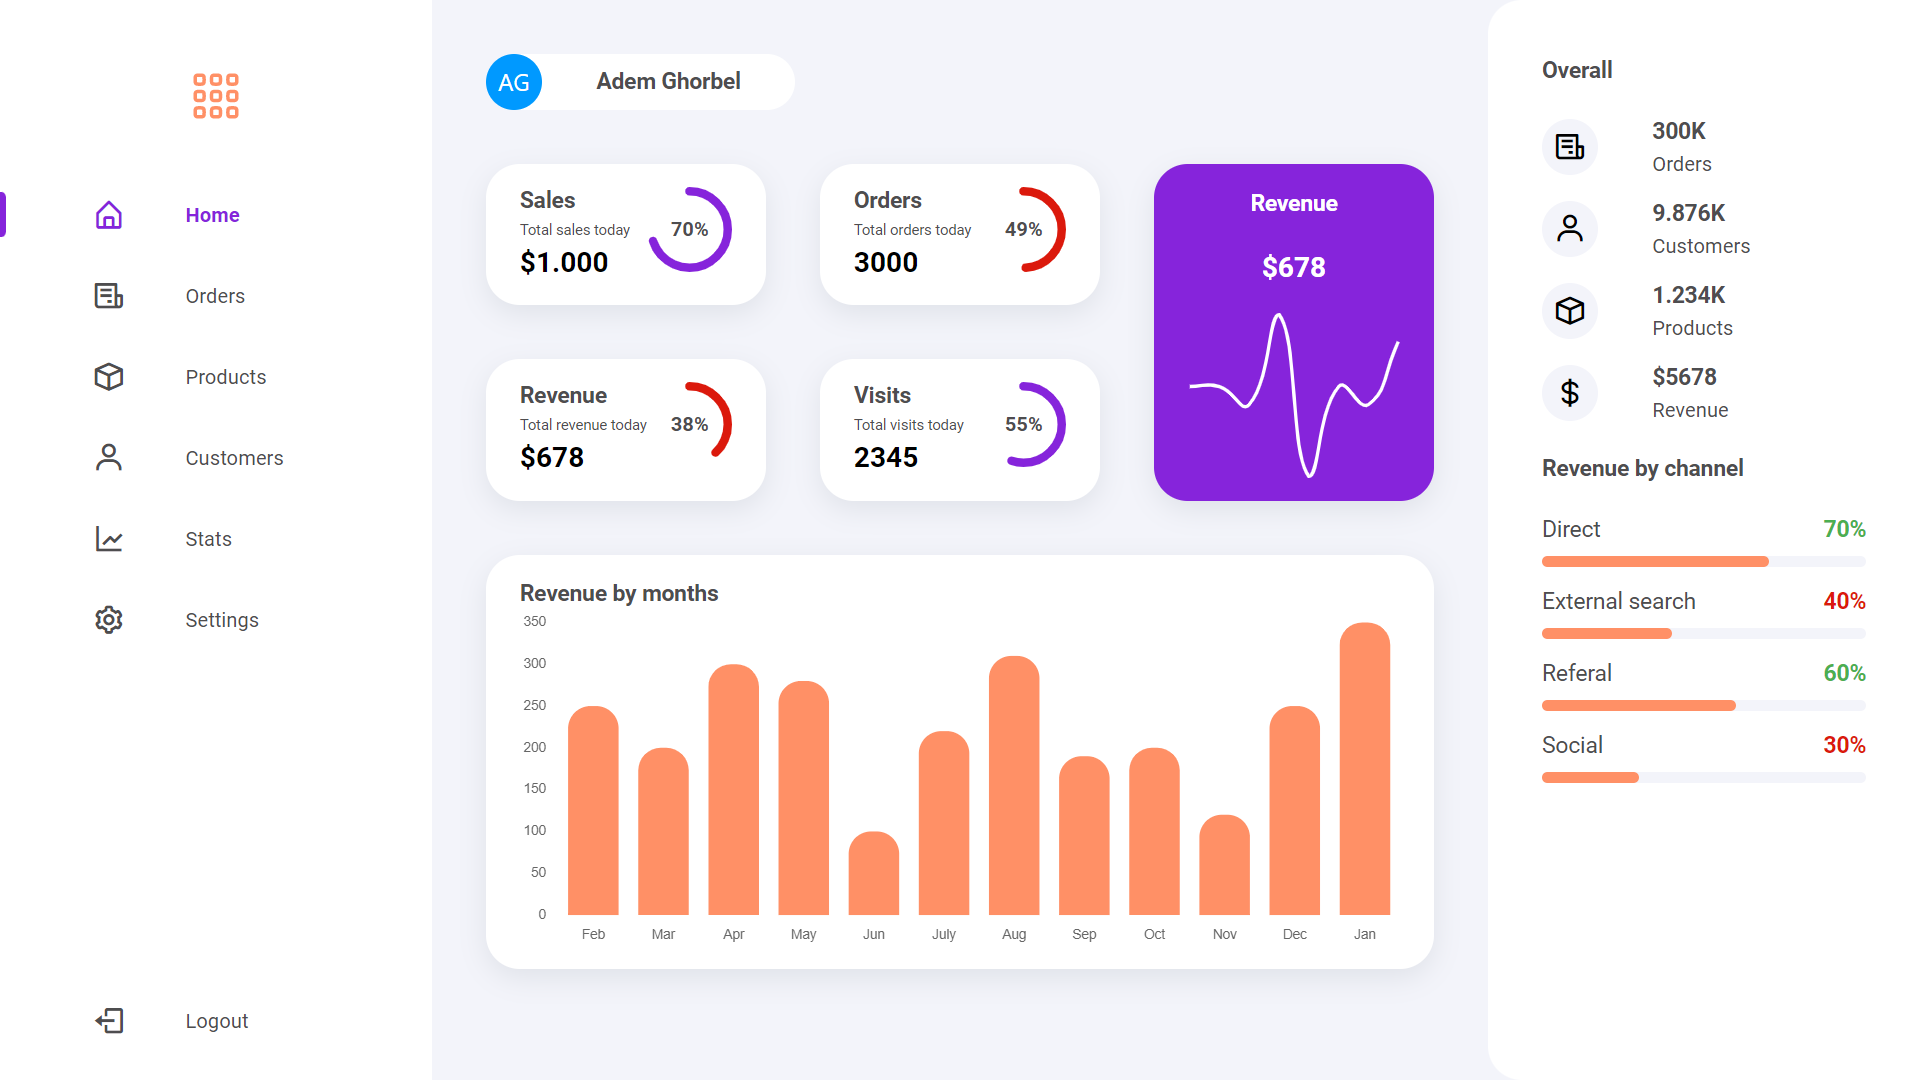 Home
Orders
Products
Customers
Stats
Settings
Logout
AG
Adem Ghorbel
Sales
Total sales today
$1.000
70%
Orders
Total orders today
3000
49%
Revenue
$678
Revenue
Total revenue today
$678
38%
Visits
Total visits today
2345
55%
Revenue by months
350
300
250
200
150
100
50
0
Feb Mar Apr May Jun July Aug Sep Oct Nov Dec Jan
Overall
300K
Orders
9.876K
Customers
1.234K
Products
$5678
Revenue
Revenue by channel
Direct 70%
External search 40%
Referal 60%
Social 30%